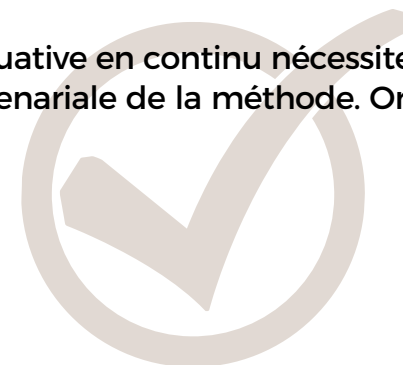 uative en continu nécessite
enariale de la méthode. Or